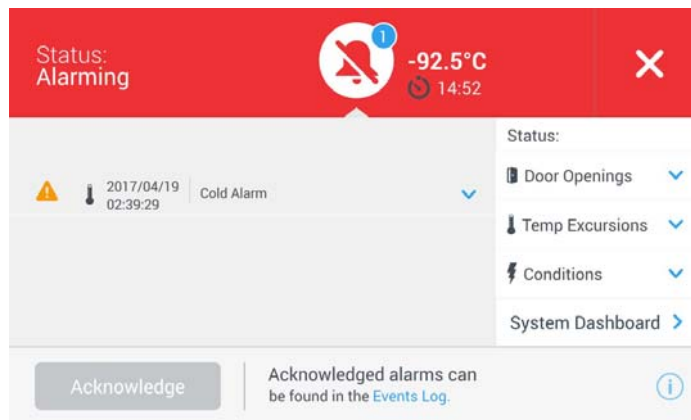 Status:
Alarming
1
-92.5°C
14:52
Status:
2017/04/19
02:39:29
Cold Alarm
Door Openings
Temp Excursions
Conditions
System Dashboard
Acknowledge
Acknowledged alarms can
be found in the Events Log.